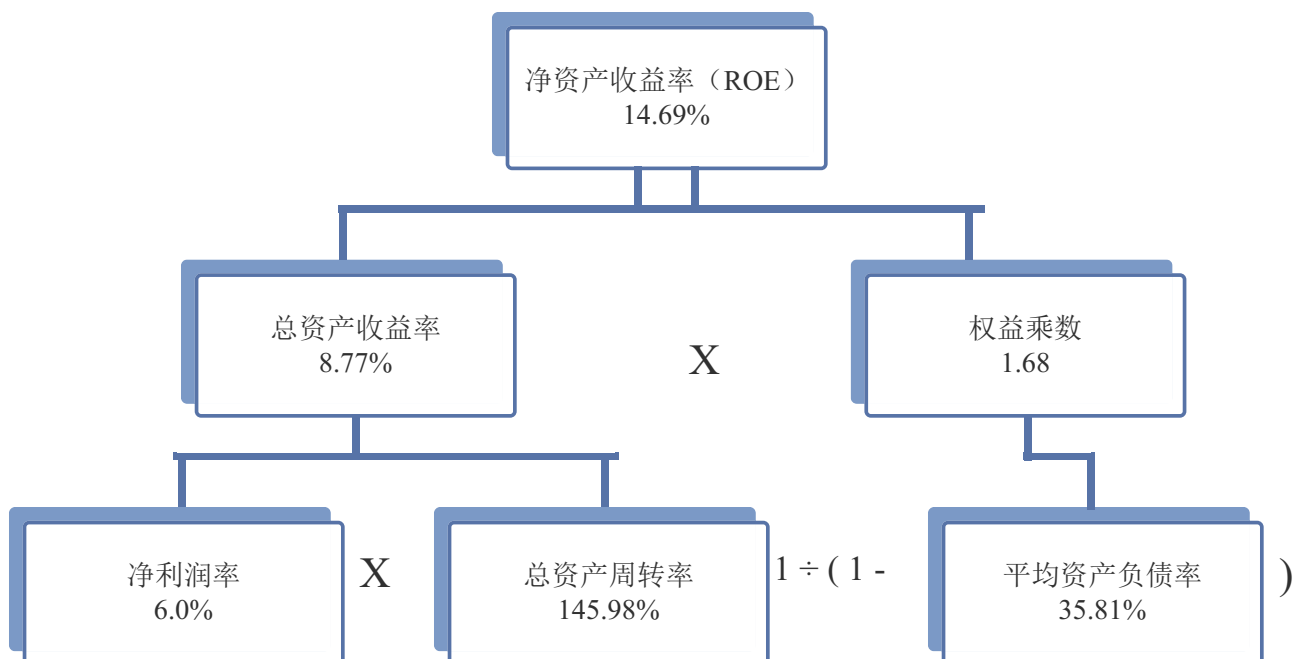 净资产收益率（ROE）
14.69%
总资产收益率
8.77%
X
权益乘数
1.68
净利润率
6.0%
X
总资产周转率
145.98%
1 ÷ ( 1 -
平均资产负债率
35.81%
)